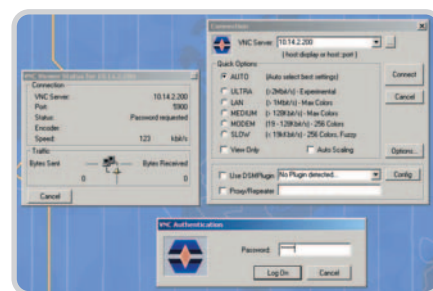 VNC Viewer Status for 10.14.2.200
Connection
VNC Server: 10.14.2.200
Port: 5900
Status: Password requested
Encoder:
Speed: 123 kbit/s
Traffic
Bytes Sent Bytes Received
0 0
Cancel
Connection
VNC Server: 10.14.2.200
( host:display or host::port )
Quick Options
AUTO (Auto select best settings)
ULTRA (>2Mbit/s) - Experimental
LAN (> 1Mbit/s) - Max Colors
MEDIUM (> 128Kbit/s) - Max Colors
MODEM (19 - 128Kbit/s) - 256 Colors
SLOW (< 19kKbit/s) - 256 Colors, Fuzzy
View Only Auto Scaling
Connect
Cancel
Options...
Use DSMPlugin No Plugin detected... Config
Proxy/Repeater
VNC Authentication
Password:
Log On Cancel